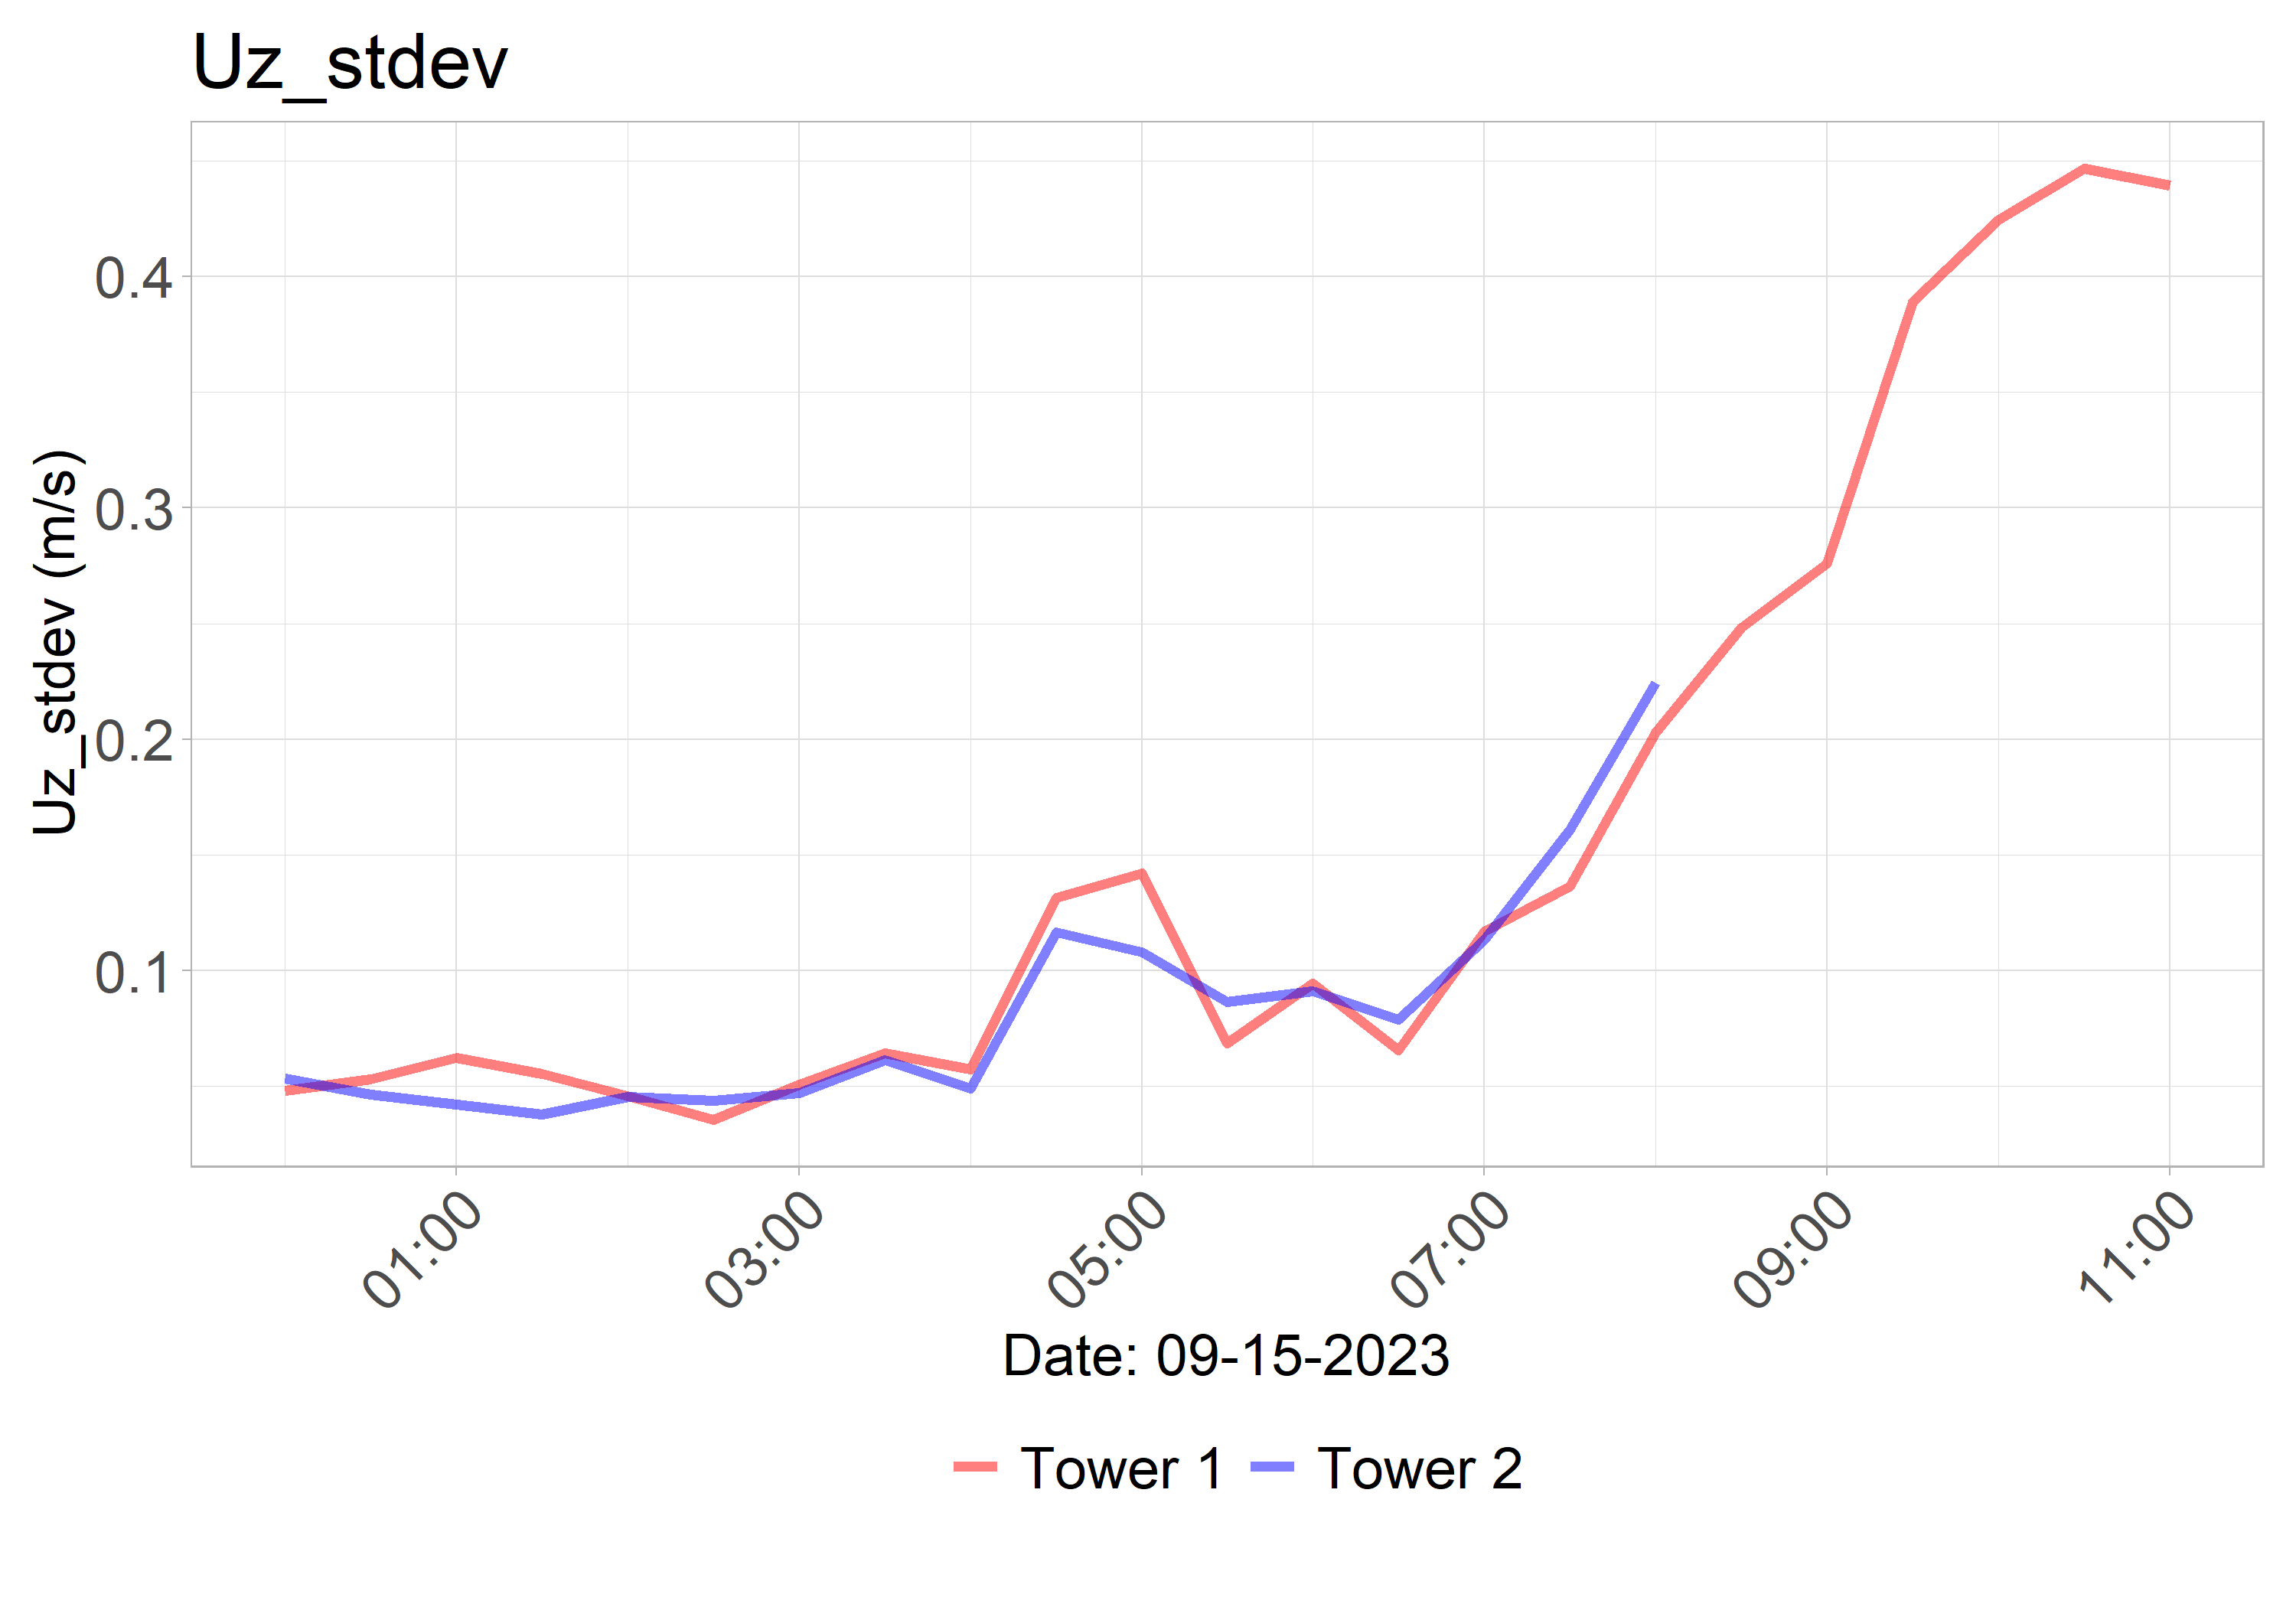 Uz_stdev
Uz_stdev (m/s)
0.4
0.3
0.2
0.1
01:00 03:00 05:00 07:00 09:00 11:00
Date: 09-15-2023
Tower 1 Tower 2